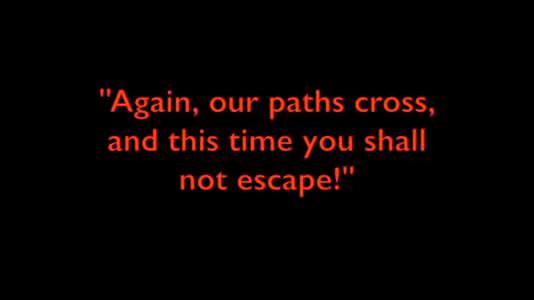 "Again, our paths cross,
and this time you shall
not escape!"